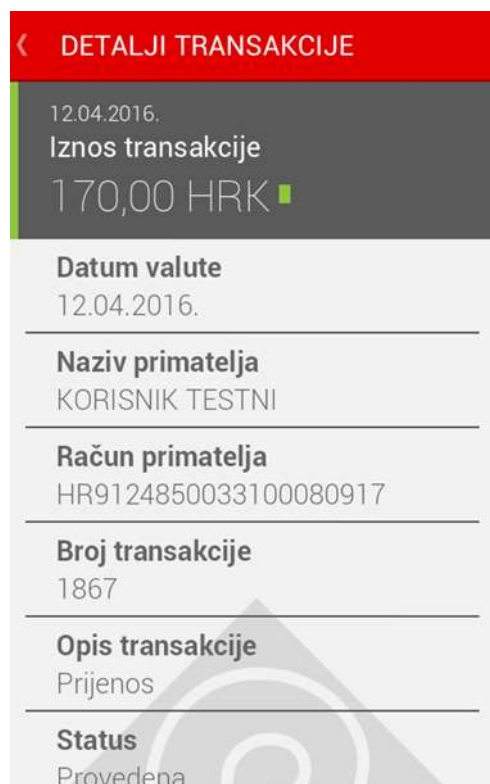 DETALJI TRANSAKCIJE
12.04.2016.
Iznos transakcije
170,00 HRK
Datum valute
12.04.2016.
Naziv primatelja
KORISNIK TESTNI
Račun primatelja
HR9124850033100080917
Broj transakcije
1867
Opis transakcije
Prijenos
Status
Provedena